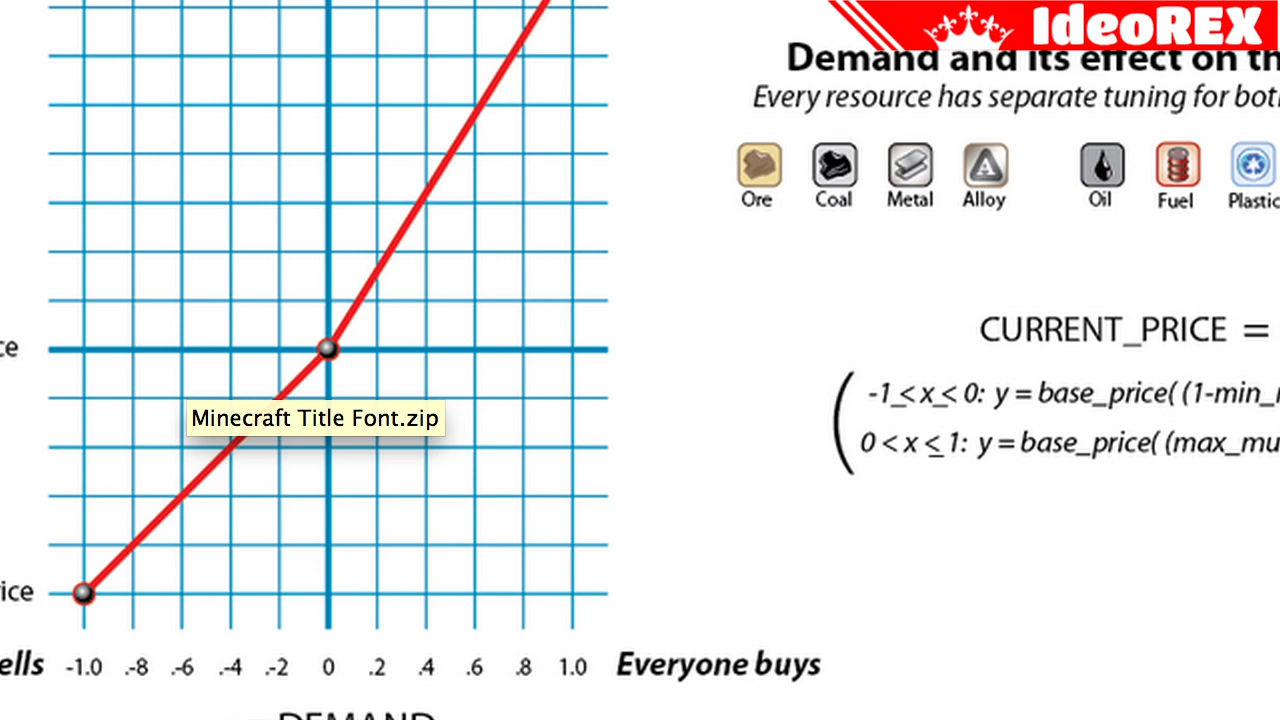 IdeoREX
Demand and its effect on th
Every resource has separate tuning for bot
Ore Coal Metal Alloy Oil Fuel Plastic
CURRENT_PRICE =
ce
-1 < x < 0: y = base_price( (1-min_
0 < x ≤ 1: y = base_price( (max_mu
Minecraft Title Font.zip
rice
ells -1.0 -.8 -.6 -.4 -.2 0 .2 .4 .6 .8 1.0 Everyone buys
DEMAND